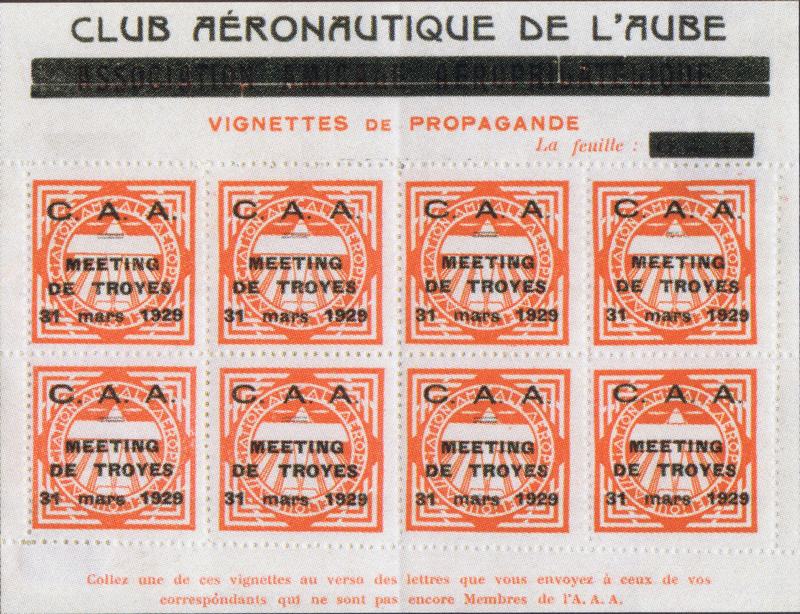 CLUB AÉRONAUTIQUE DE L'AUBE
ASSOCIATION AMICALE
VIGNETTES DE PROPAGANDE
La feuille :
C. A. A.
MEETING
DE TROYES
31 mars 1929
C. A. A.
MEETING
DE TROYES
31 mars 1929
C. A. A.
MEETING
DE TROYES
31 mars 1929
C. A. A.
MEETING
DE TROYES
31 mars 1929
C. A. A.
MEETING
DE TROYES
31 mars 1929
C. A. A.
MEETING
DE TROYES
31 mars 1929
C. A. A.
MEETING
DE TROYES
31 mars 1929
C. A. A.
MEETING
DE TROYES
31 mars 1929
Collez une de ces vignettes au verso des lettres que vous envoyez à ceux de vos
correspondants qui ne sont pas encore Membres de l'A. A. A.